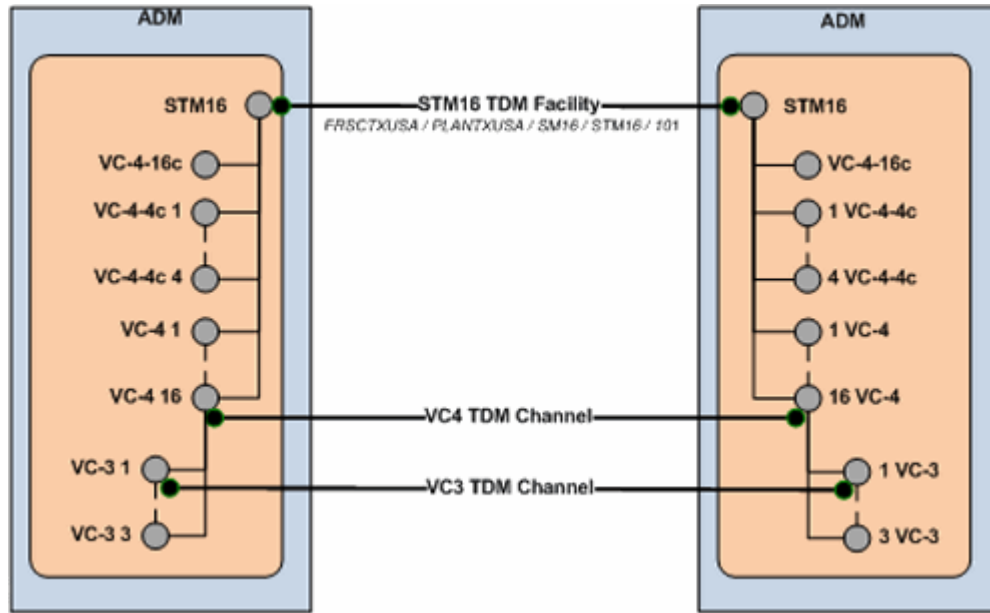 ADM
ADM
STM16
STM16 TDM Facility
STM16
FRSCTXUSA / PLANTXUSA / SM16 / STM16 / 101
VC-4-16c
VC-4-16c
VC-4-4c 1
1 VC-4-4c
VC-4-4c 4
4 VC-4-4c
VC-4 1
1 VC-4
VC-4 16
16 VC-4
VC4 TDM Channel
VC-3 1
1 VC-3
VC3 TDM Channel
VC-3 3
3 VC-3